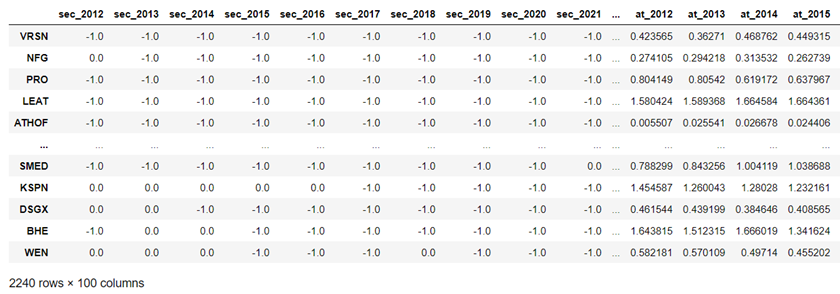 sec_2012 sec_2013 sec_2014 sec_2015 sec_2016 sec_2017 sec_2018 sec_2019 sec_2020 sec_2021 ... at_2012 at_2013 at_2014 at_2015
VRSN -1.0 -1.0 -1.0 -1.0 -1.0 -1.0 -1.0 -1.0 -1.0 -1.0 ... 0.423565 0.36271 0.468762 0.449315
NFG 0.0 -1.0 -1.0 -1.0 -1.0 -1.0 -1.0 -1.0 -1.0 -1.0 ... 0.274105 0.294218 0.313532 0.262739
PRO -1.0 -1.0 -1.0 -1.0 -1.0 -1.0 -1.0 -1.0 -1.0 -1.0 ... 0.804149 0.80542 0.619172 0.637967
LEAT -1.0 -1.0 -1.0 -1.0 -1.0 -1.0 -1.0 -1.0 -1.0 -1.0 ... 1.580424 1.589368 1.664584 1.664361
ATHOF -1.0 -1.0 -1.0 -1.0 -1.0 -1.0 -1.0 -1.0 -1.0 -1.0 ... 0.005507 0.025541 0.026678 0.024406
... ... ... ... ... ... ... ... ... ... ... ... ... ... ... ...
SMED -1.0 -1.0 -1.0 -1.0 -1.0 -1.0 -1.0 -1.0 -1.0 0.0 ... 0.788299 0.843256 1.004119 1.038688
KSPN 0.0 0.0 0.0 0.0 0.0 -1.0 -1.0 -1.0 -1.0 -1.0 ... 1.454587 1.260043 1.28028 1.232161
DSGX 0.0 0.0 -1.0 -1.0 -1.0 -1.0 -1.0 -1.0 -1.0 -1.0 ... 0.461544 0.439199 0.384646 0.408565
BHE -1.0 0.0 0.0 -1.0 -1.0 -1.0 -1.0 -1.0 -1.0 -1.0 ... 1.643815 1.512315 1.666019 1.341624
WEN 0.0 0.0 0.0 -1.0 -1.0 -1.0 0.0 -1.0 -1.0 -1.0 ... 0.582181 0.570109 0.49714 0.455202
2240 rows × 100 columns